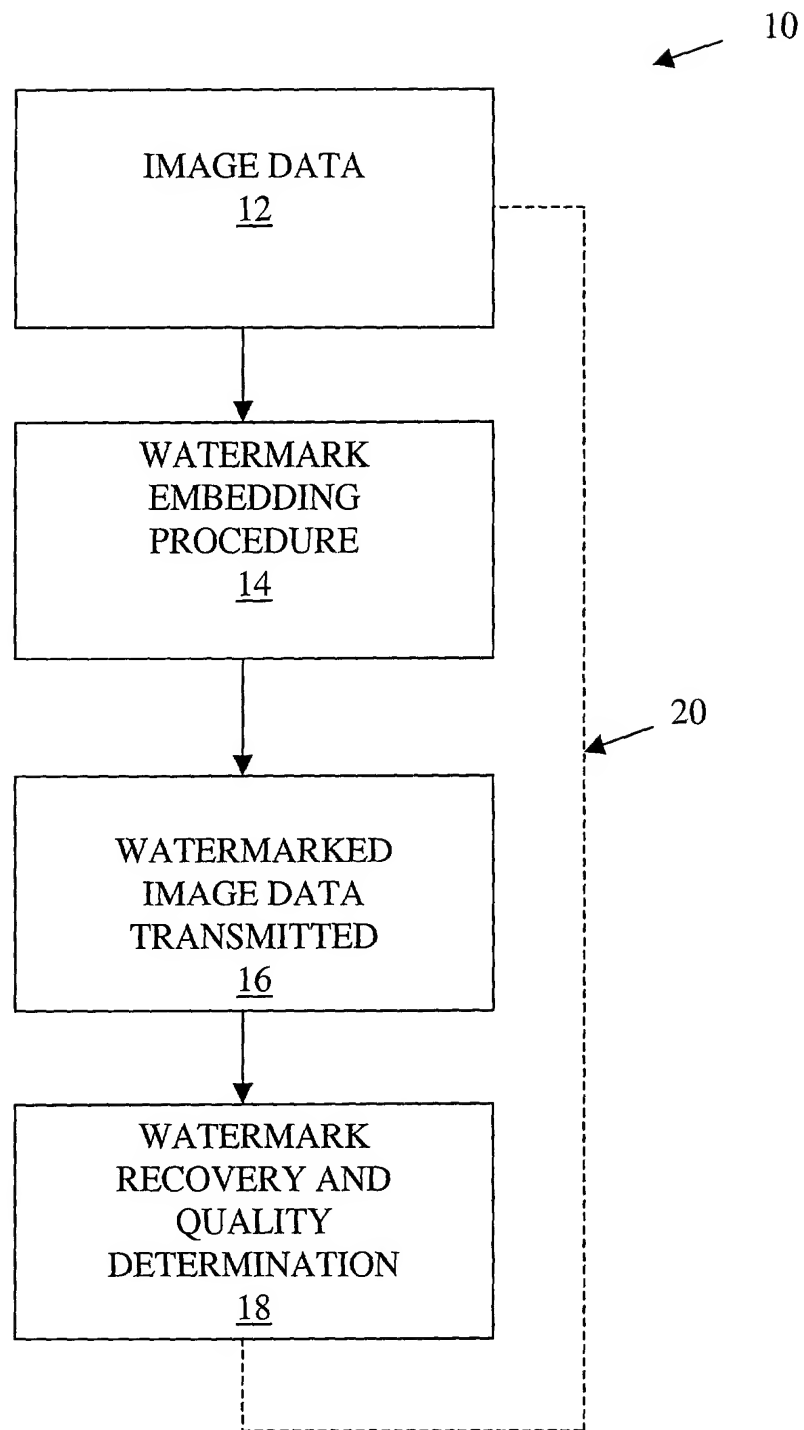 10
IMAGE DATA
12
WATERMARK
EMBEDDING
PROCEDURE
14
20
WATERMARKED
IMAGE DATA
TRANSMITTED
16
WATERMARK
RECOVERY AND
QUALITY
DETERMINATION
18